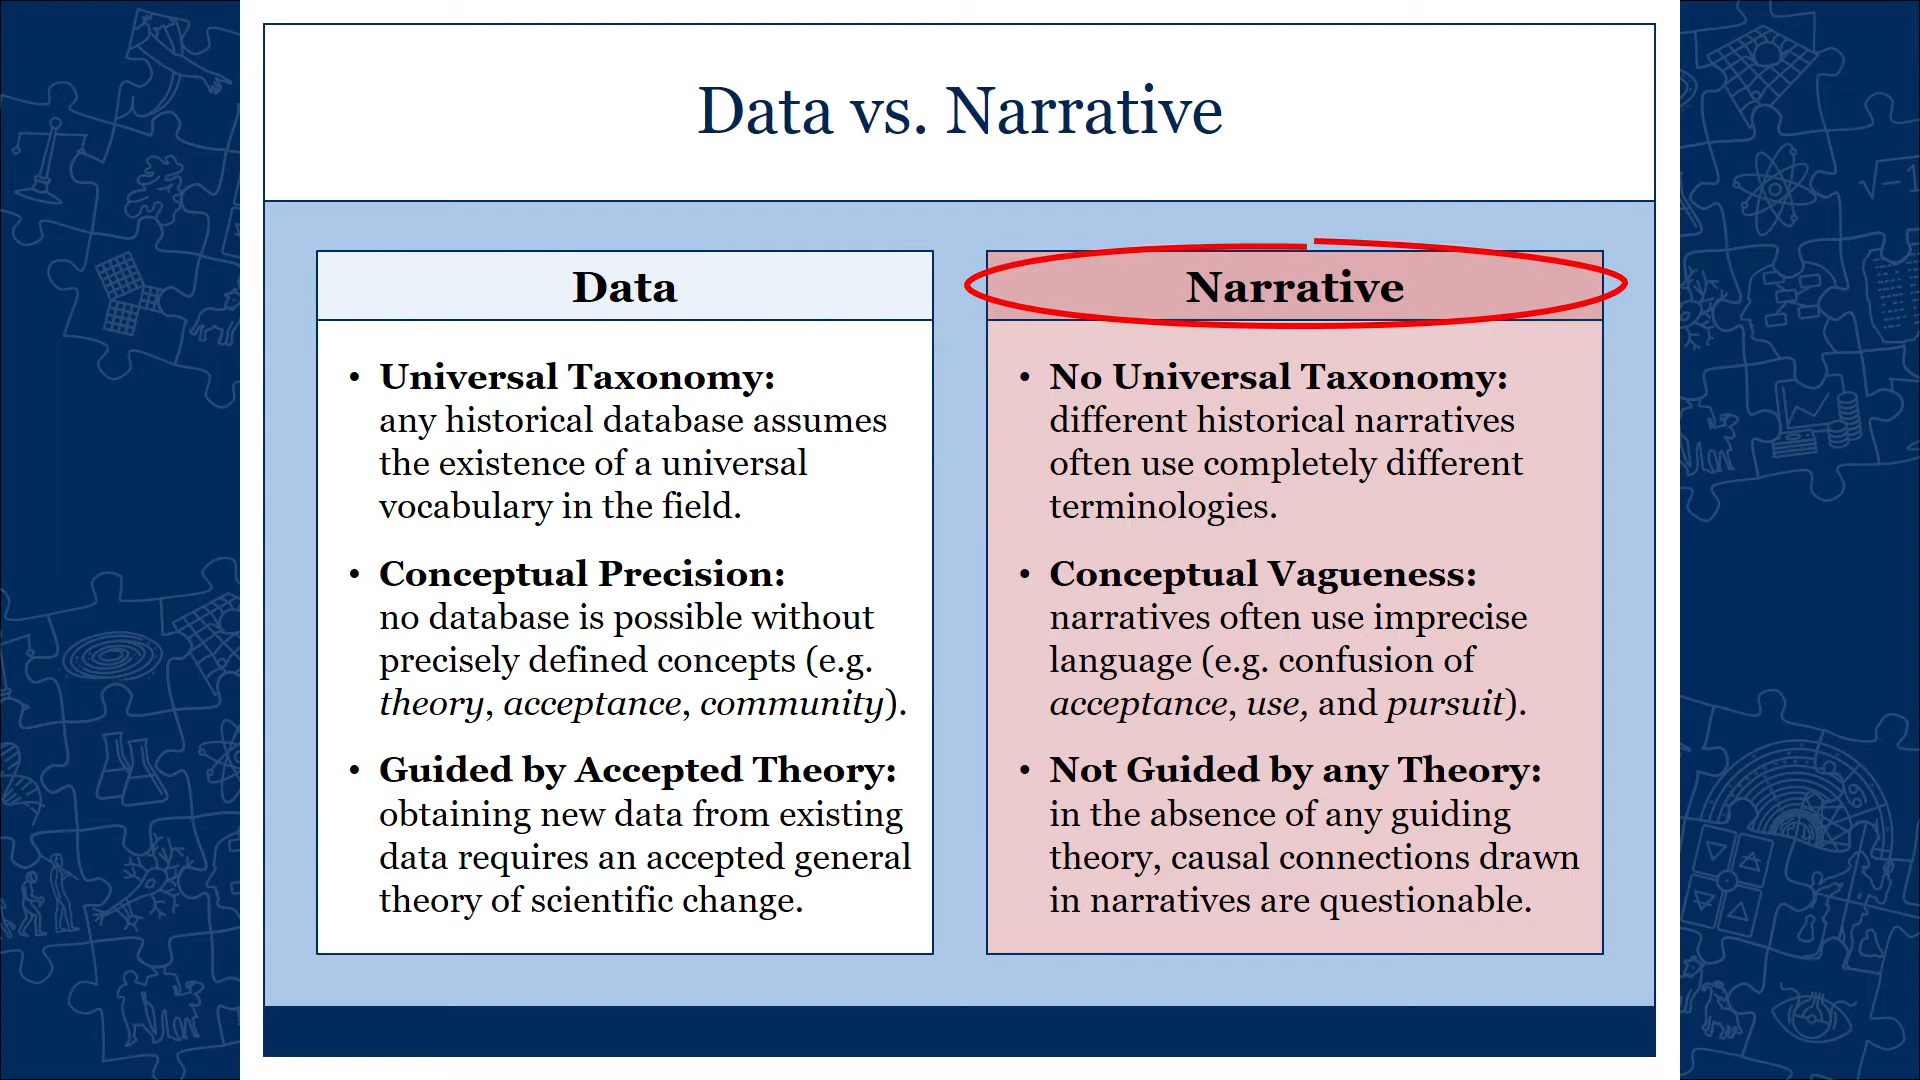 Data vs. Narrative
Data
• Universal Taxonomy:
any historical database assumes
the existence of a universal
vocabulary in the field.
• Conceptual Precision:
no database is possible without
precisely defined concepts (e.g.
theory, acceptance, community).
• Guided by Accepted Theory:
obtaining new data from existing
data requires an accepted general
theory of scientific change.
Narrative
• No Universal Taxonomy:
different historical narratives
often use completely different
terminologies.
• Conceptual Vagueness:
narratives often use imprecise
language (e.g. confusion of
acceptance, use, and pursuit).
• Not Guided by any Theory:
in the absence of any guiding
theory, causal connections drawn
in narratives are questionable.
√-1